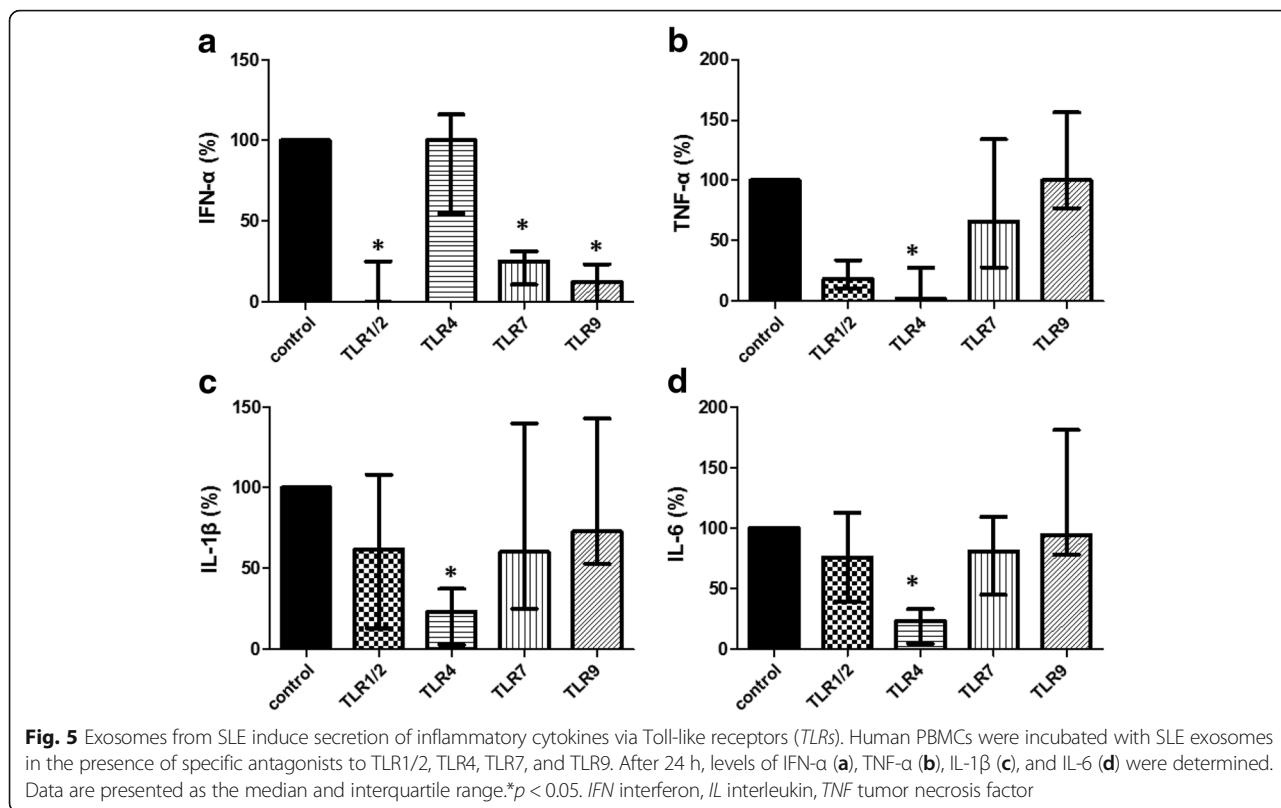 a
150
100
50
0
IFN-α (%)
*
*
*
control
TLR1/2
TLR4
TLR7
TLR9
b
200
150
100
50
0
TNF-α (%)
*
control
TLR1/2
TLR4
TLR7
TLR9
c
150
100
50
0
IL-1β (%)
*
control
TLR1/2
TLR4
TLR7
TLR9
d
200
150
100
50
0
IL-6 (%)
*
control
TLR1/2
TLR4
TLR7
TLR9
Fig. 5 Exosomes from SLE induce secretion of inflammatory cytokines via Toll-like receptors (TLRs). Human PBMCs were incubated with SLE exosomes
in the presence of specific antagonists to TLR1/2, TLR4, TLR7, and TLR9. After 24 h, levels of IFN-α (a), TNF-α (b), IL-1β (c), and IL-6 (d) were determined.
Data are presented as the median and interquartile range.*p < 0.05. IFN interferon, IL interleukin, TNF tumor necrosis factor